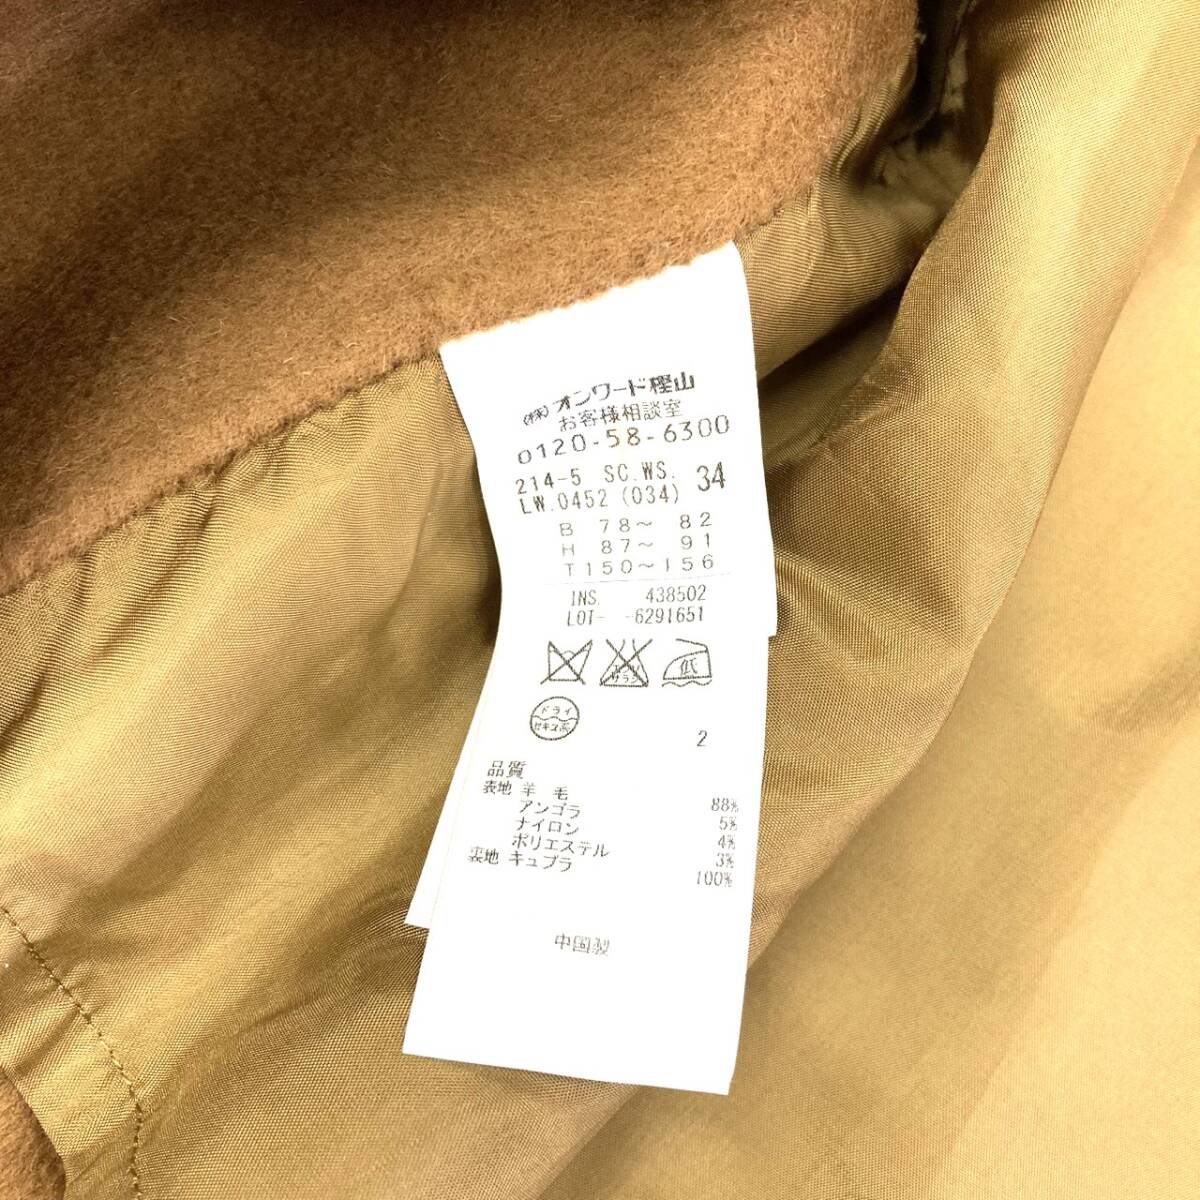 (株)オンワード樫山
お客様相談室
0120-58-6300
214-5 SC.WS. 34
LW.0452 (034)
B 78～ 82
H 87～ 91
T150～156
INS. 438502
LOT- -6291651
低
ドライ
セキユ系
2
品質
表地 羊 毛 88%
アンゴラ 5%
ナイロン 4%
ポリエステル 3%
裏地 キュプラ 100%
中国製